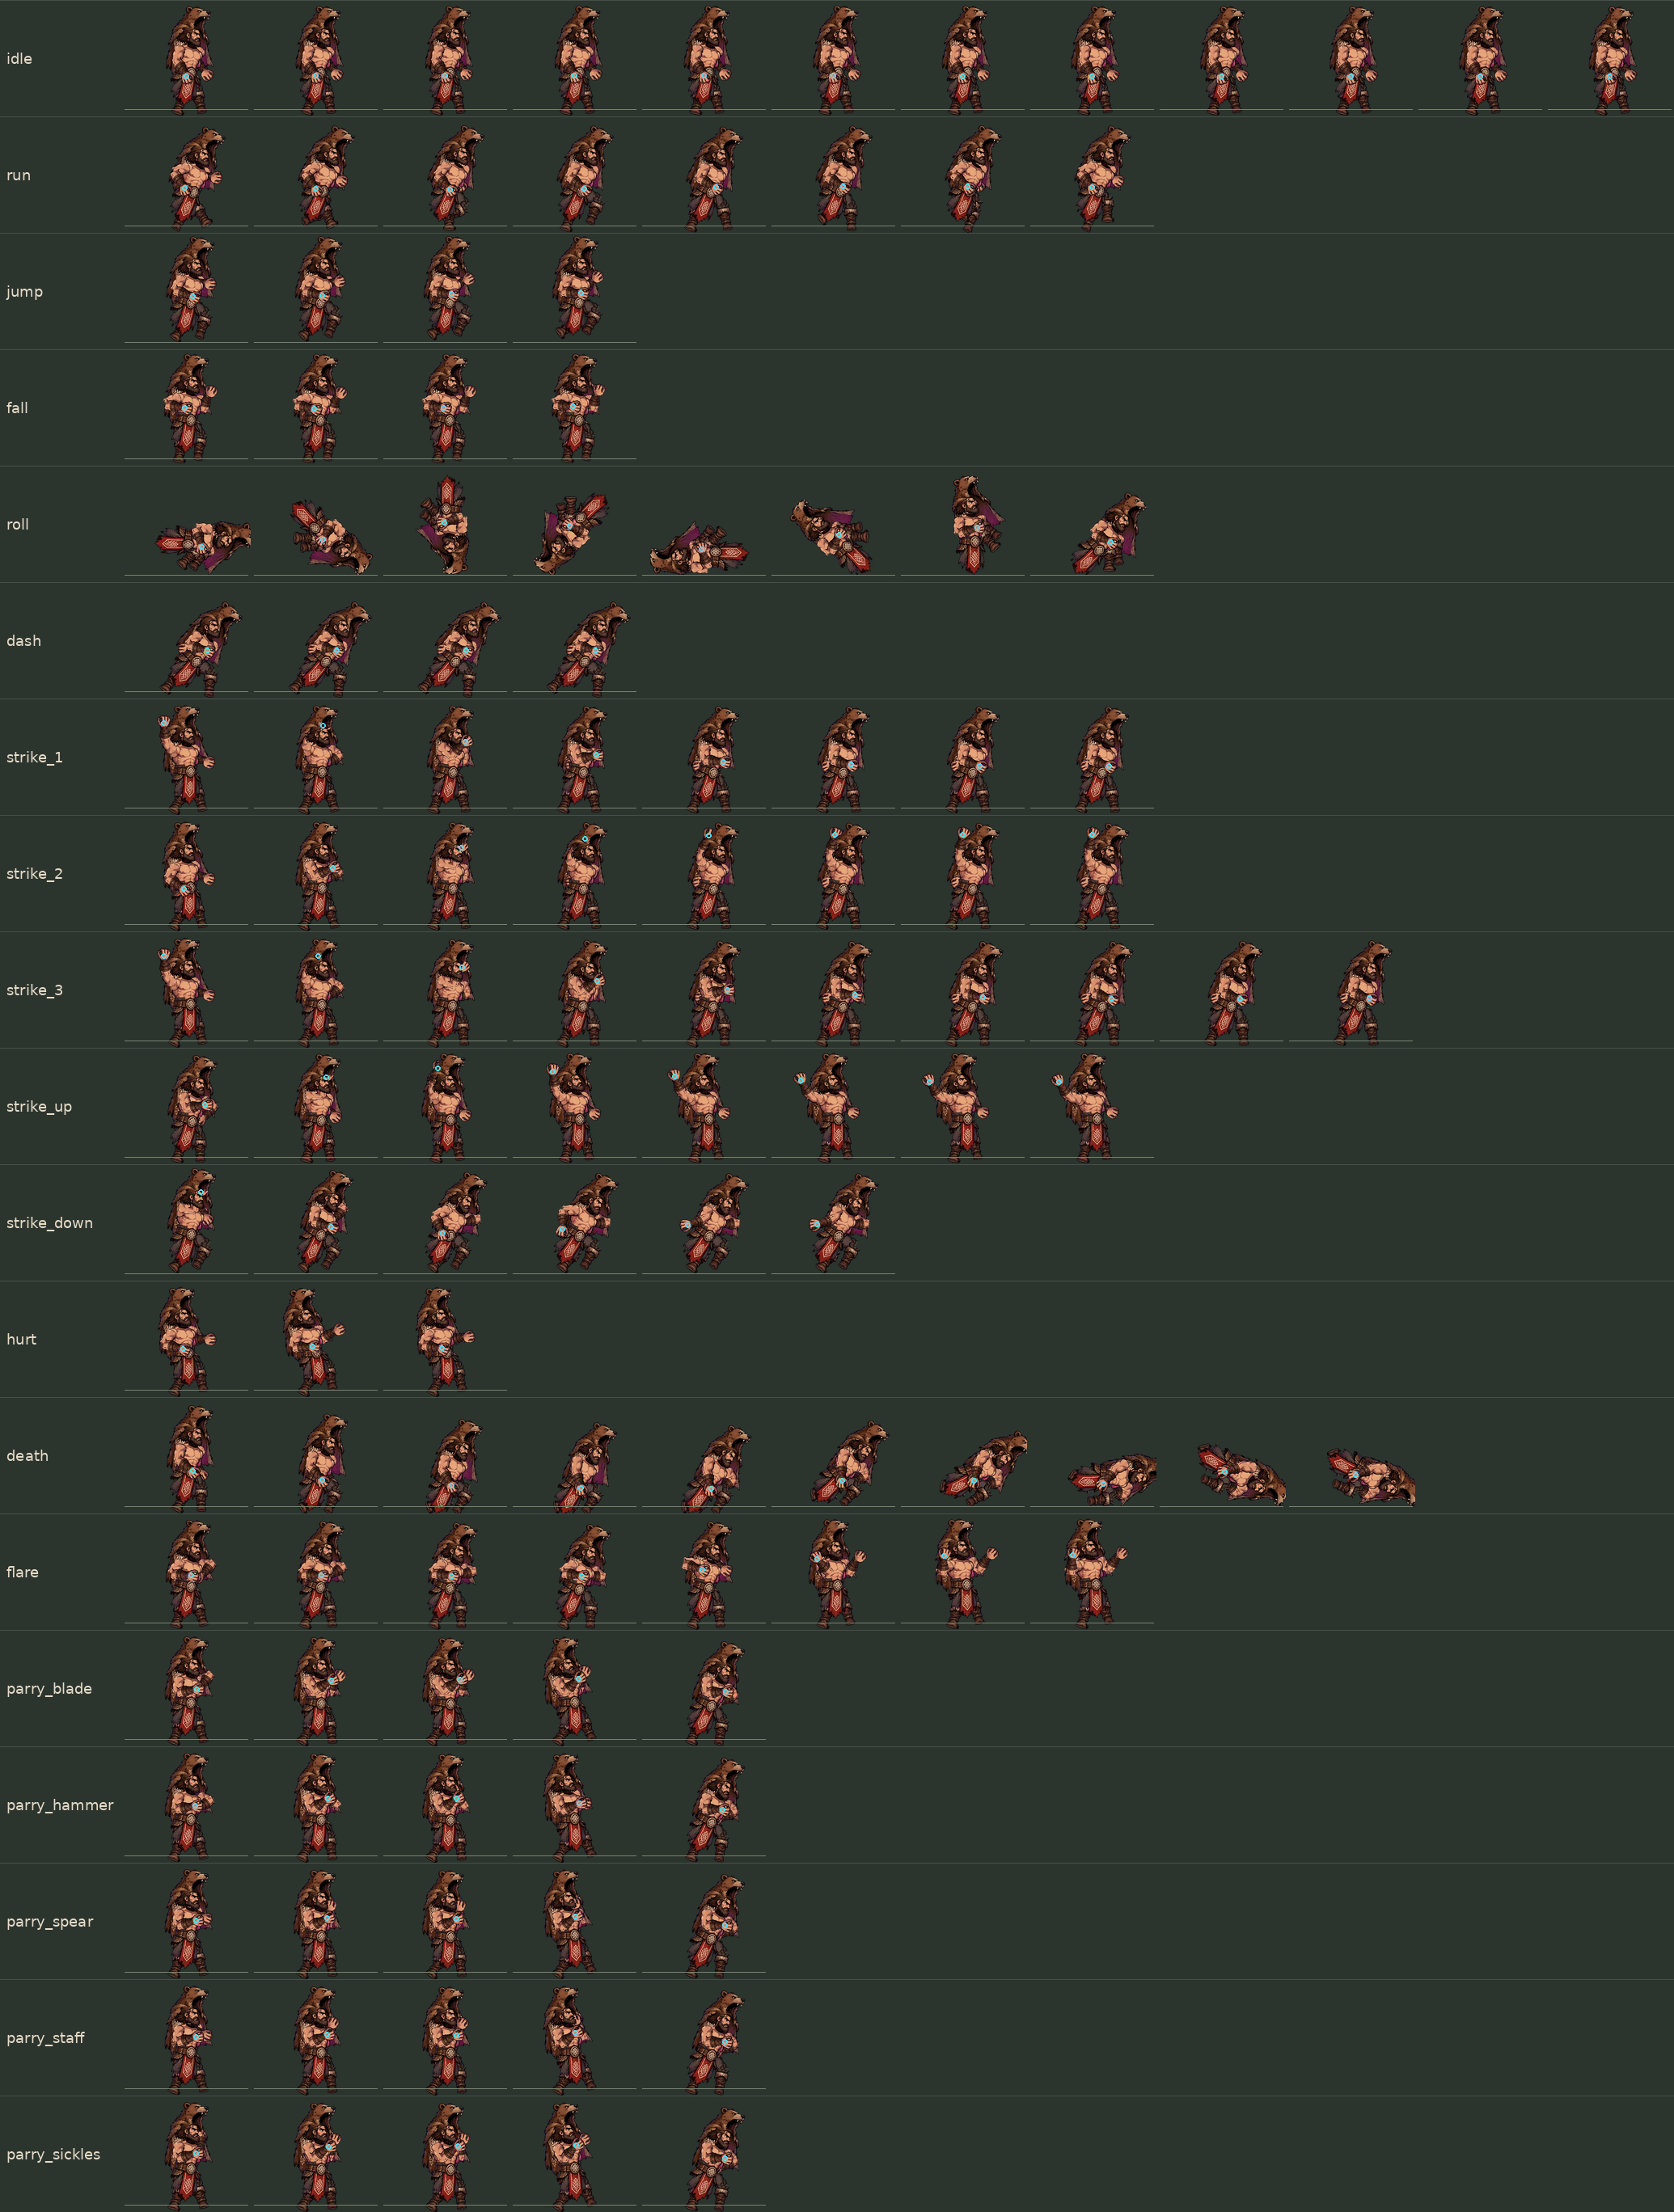 idle
run
jump
fall
roll
dash
strike_1
strike_2
strike_3
strike_up
strike_down
hurt
death
flare
parry_blade
parry_hammer
parry_spear
parry_staff
parry_sickles